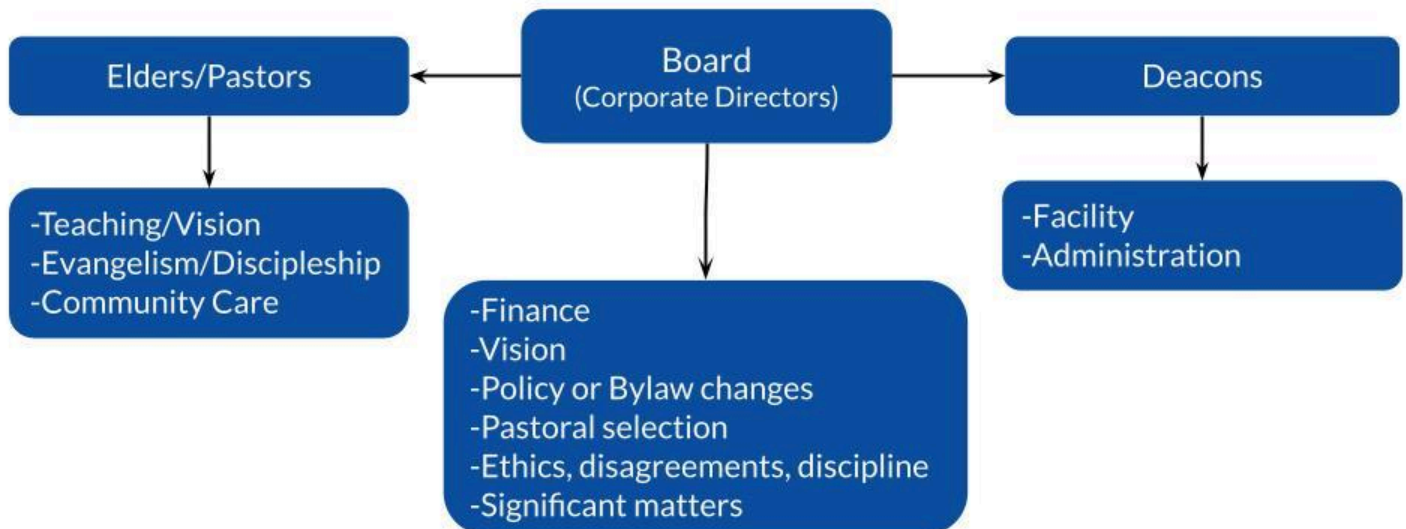 Elders/Pastors
Board
(Corporate Directors)
Deacons
-Teaching/Vision
-Evangelism/Discipleship
-Community Care
-Finance
-Vision
-Policy or Bylaw changes
-Pastoral selection
-Ethics, disagreements, discipline
-Significant matters
-Facility
-Administration